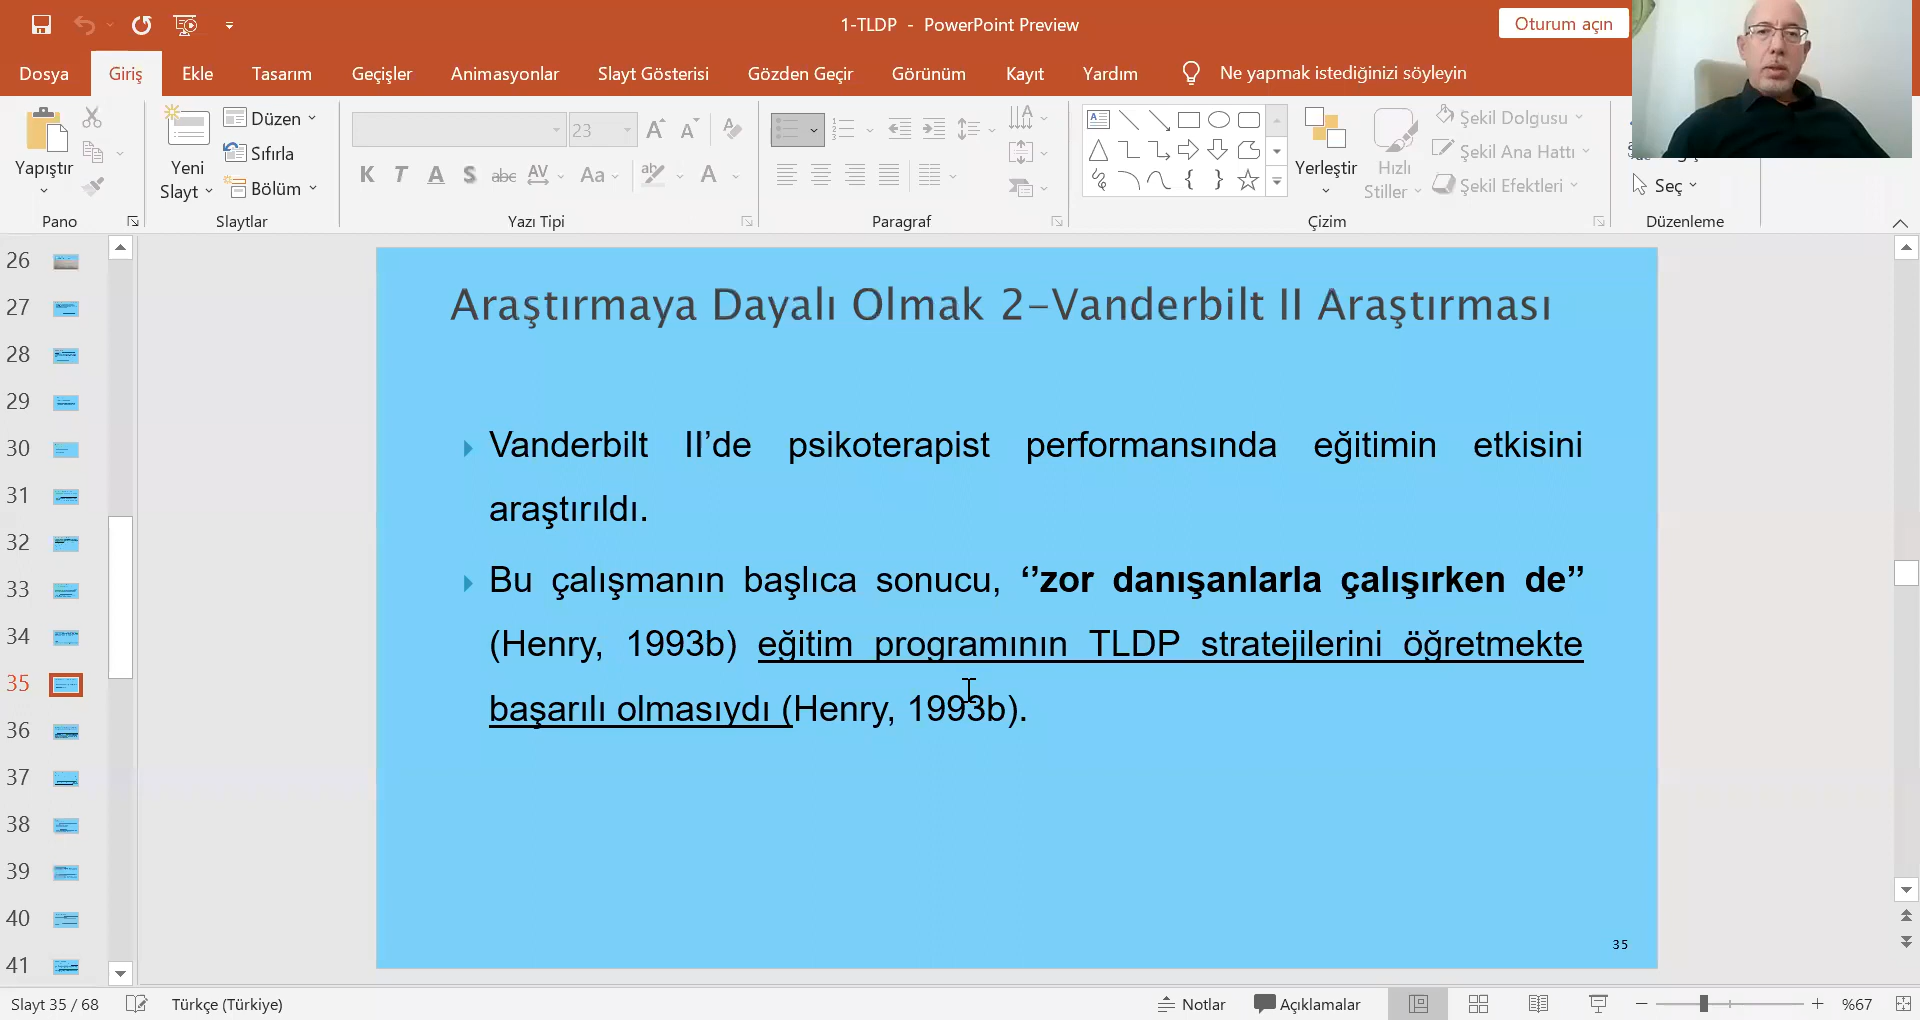 1-TLDP - PowerPoint Preview
Oturum açın
Dosya Giriş Ekle Tasarım Geçişler Animasyonlar Slayt Gösterisi Gözden Geçir Görünüm Kayıt Yardım Ne yapmak istediğinizi söyleyin
Yapıştır
Yeni
Slayt
Düzen
Sıfırla
Bölüm
23
K T A S abc AV Aa A
Yerleştir
Hızlı
Stiller
Şekil Dolgusu
Şekil Ana Hattı
Şekil Efektleri
Seç
Pano Slaytlar Yazı Tipi Paragraf Çizim Düzenleme
26
27
28
29
30
31
32
33
34
35
36
37
38
39
40
41
Araştırmaya Dayalı Olmak 2-Vanderbilt II Araştırması
Vanderbilt II’de psikoterapist performansında eğitimin etkisini
araştırıldı.
Bu çalışmanın başlıca sonucu, ‘’zor danışanlarla çalışırken de’’
(Henry, 1993b) eğitim programının TLDP stratejilerini öğretmekte
başarılı olmasıydı (Henry, 1993b).
35
Slayt 35 / 68 Türkçe (Türkiye) Notlar Açıklamalar %67